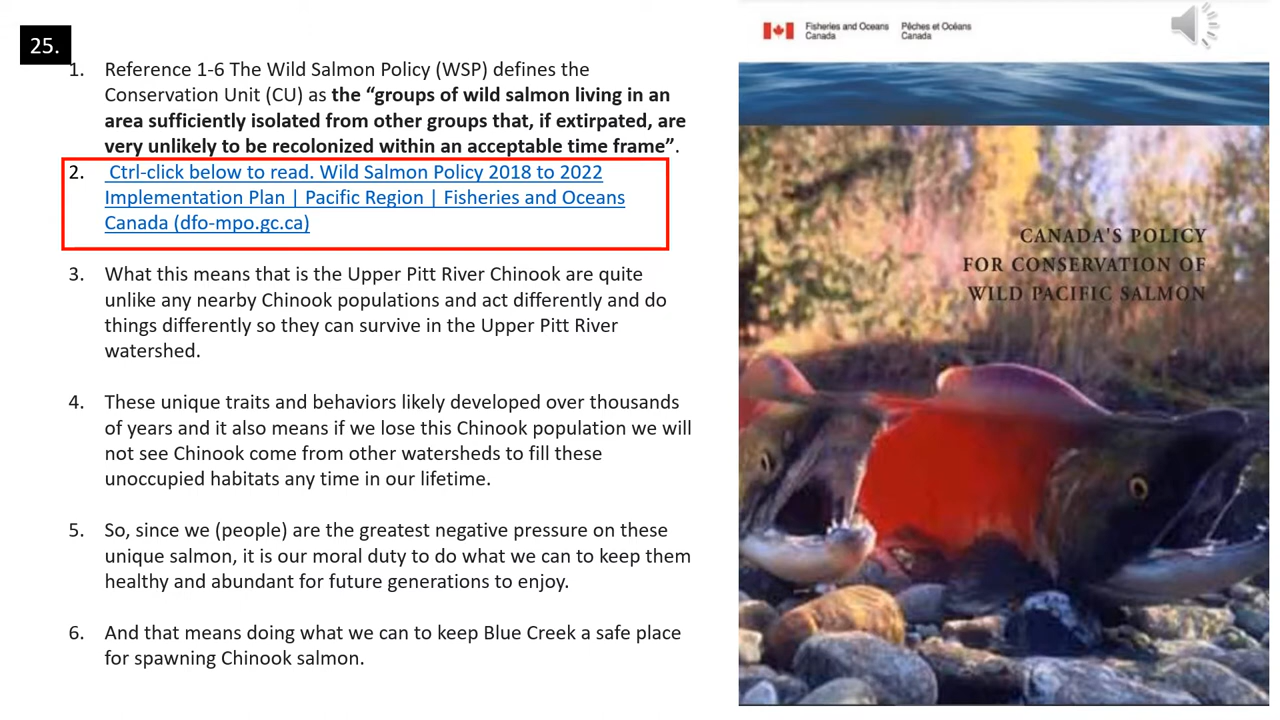 25.
1. Reference 1-6 The Wild Salmon Policy (WSP) defines the
Conservation Unit (CU) as the “groups of wild salmon living in an
area sufficiently isolated from other groups that, if extirpated, are
very unlikely to be recolonized within an acceptable time frame”.
2. Ctrl-click below to read. Wild Salmon Policy 2018 to 2022
Implementation Plan | Pacific Region | Fisheries and Oceans
Canada (dfo-mpo.gc.ca)
3. What this means that is the Upper Pitt River Chinook are quite
unlike any nearby Chinook populations and act differently and do
things differently so they can survive in the Upper Pitt River
watershed.
4. These unique traits and behaviors likely developed over thousands
of years and it also means if we lose this Chinook population we will
not see Chinook come from other watersheds to fill these
unoccupied habitats any time in our lifetime.
5. So, since we (people) are the greatest negative pressure on these
unique salmon, it is our moral duty to do what we can to keep them
healthy and abundant for future generations to enjoy.
6. And that means doing what we can to keep Blue Creek a safe place
for spawning Chinook salmon.
Fisheries and Oceans Pêches et Océans
Canada Canada
CANADA'S POLICY
FOR CONSERVATION OF
WILD PACIFIC SALMON